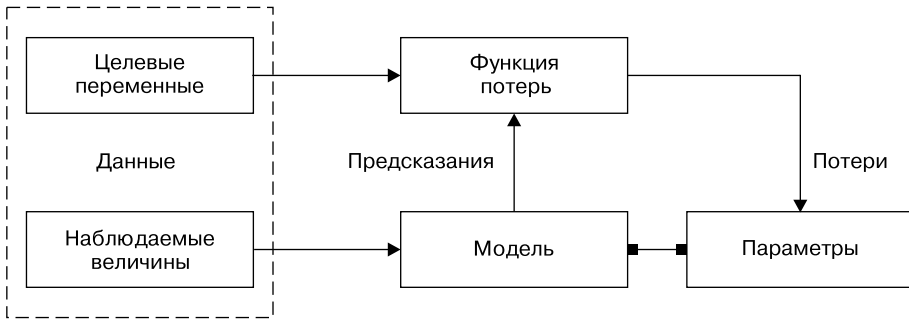 Целевые
переменные
Функция
потерь
Данные
Предсказания
Потери
Наблюдаемые
величины
Модель
Параметры